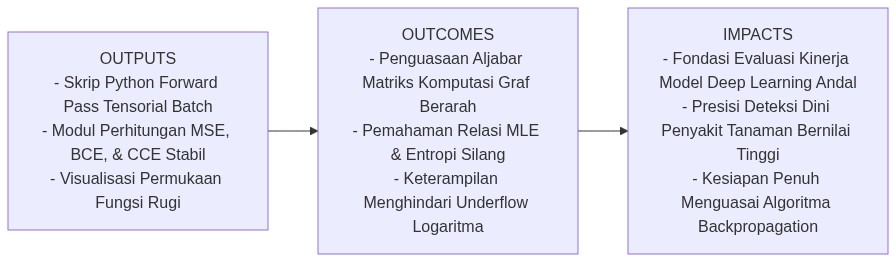 OUTPUTS
- Skrip Python Forward
Pass Tensorial Batch
- Modul Perhitungan MSE,
BCE, & CCE Stabil
- Visualisasi Permukaan
Fungsi Rugi
OUTCOMES
- Penguasaan Aljabar
Matriks Komputasi Graf
Berarah
- Pemahaman Relasi MLE
& Entropi Silang
- Keterampilan
Menghindari Underflow
Logaritma
IMPACTS
- Fondasi Evaluasi Kinerja
Model Deep Learning Andal
- Presisi Deteksi Dini
Penyakit Tanaman Bernilai
Tinggi
- Kesiapan Penuh
Menguasai Algoritma
Backpropagation